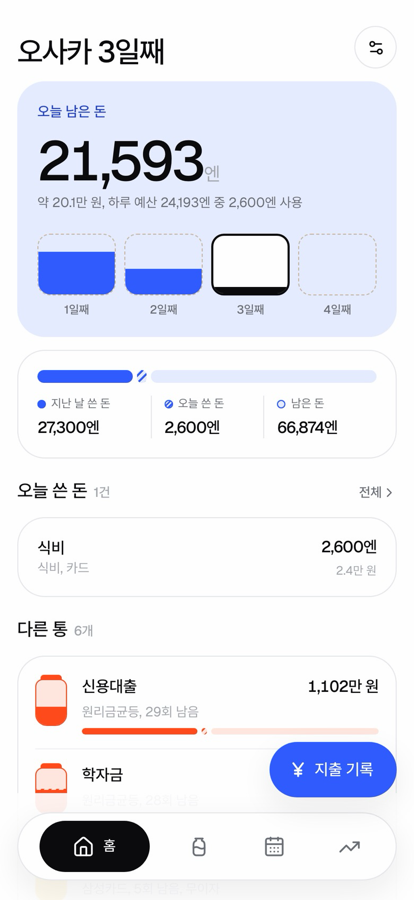 오사카 3일째
오늘 남은 돈
21,593엔
약 20.1만 원, 하루 예산 24,193엔 중 2,600엔 사용
1일째 2일째 3일째 4일째
지난 날 쓴 돈 오늘 쓴 돈 남은 돈
27,300엔 2,600엔 66,874엔
오늘 쓴 돈 1건 전체
식비 2,600엔
식비, 카드 2.4만 원
다른 통 6개
신용대출 1,102만 원
원리금균등, 29회 남음
학자금
¥ 지출 기록
홈